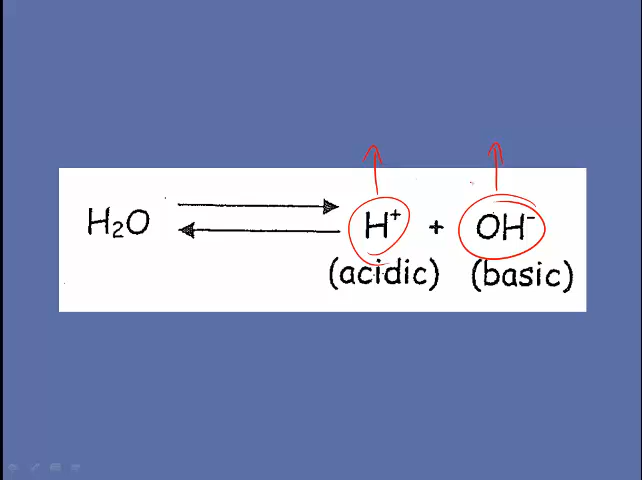 H₂O ⇌ H⁺ + OH⁻
(acidic) (basic)